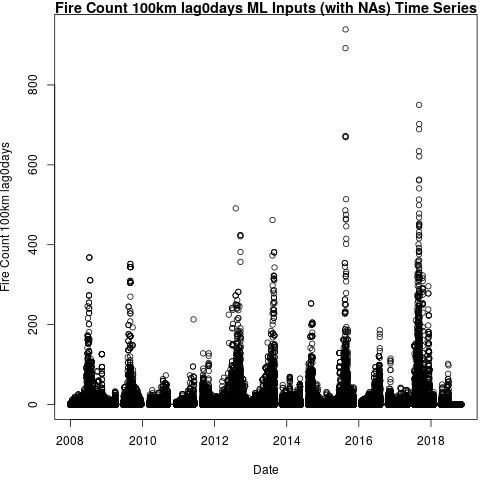 Fire Count 100km lag0days ML Inputs (with NAs) Time Series
800
600
400
200
0
Fire Count 100km lag0days
2008 2010 2012 2014 2016 2018
Date